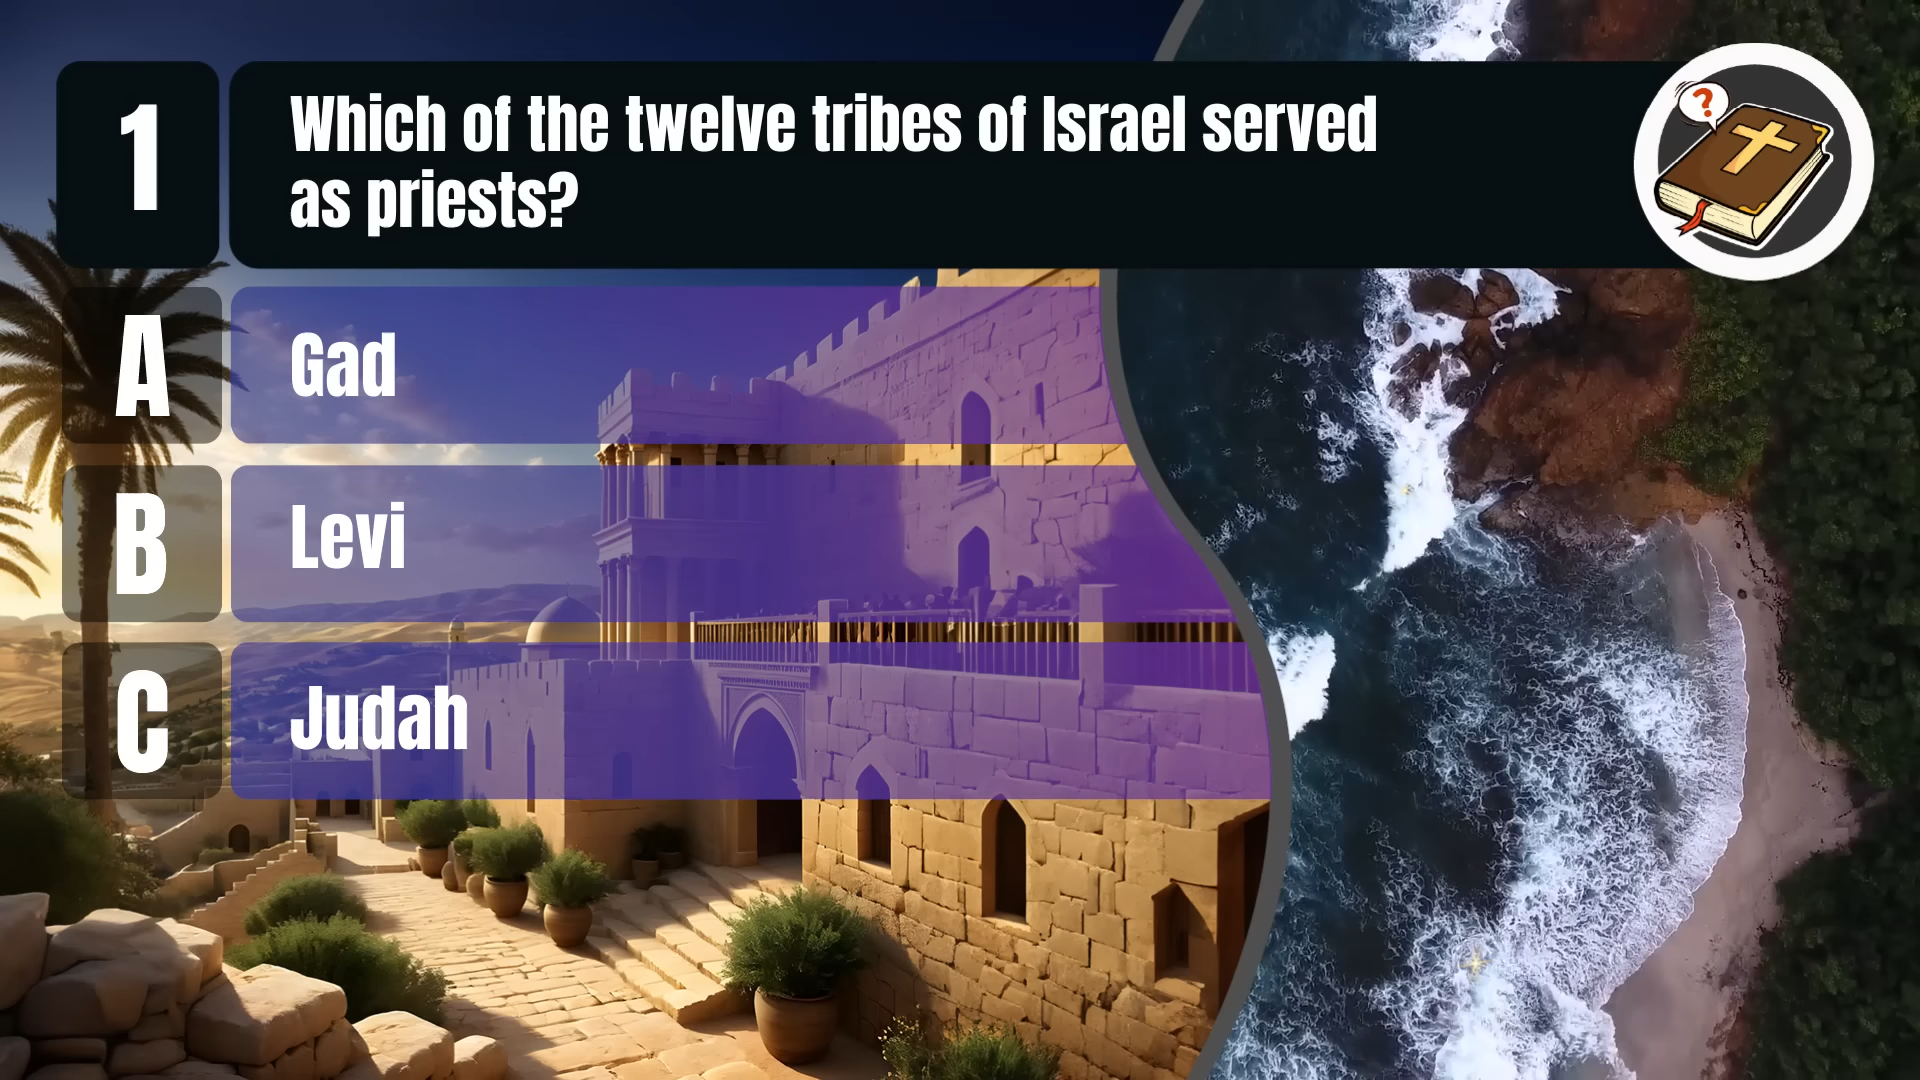 1
Which of the twelve tribes of Israel served
as priests?
?
A
Gad
B
Levi
C
Judah